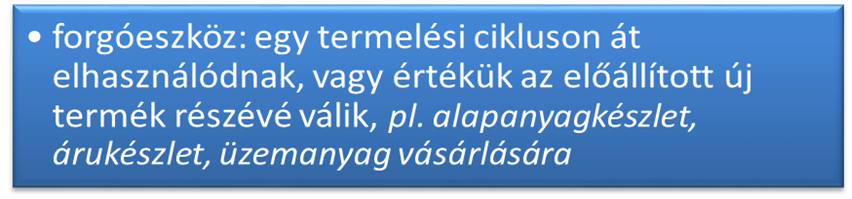 • forgóeszköz: egy termelési cikluson át
elhasználódnak, vagy értékük az előállított új
termék részévé válik, pl. alapanyagkészlet,
árukészlet, üzemanyag vásárlására